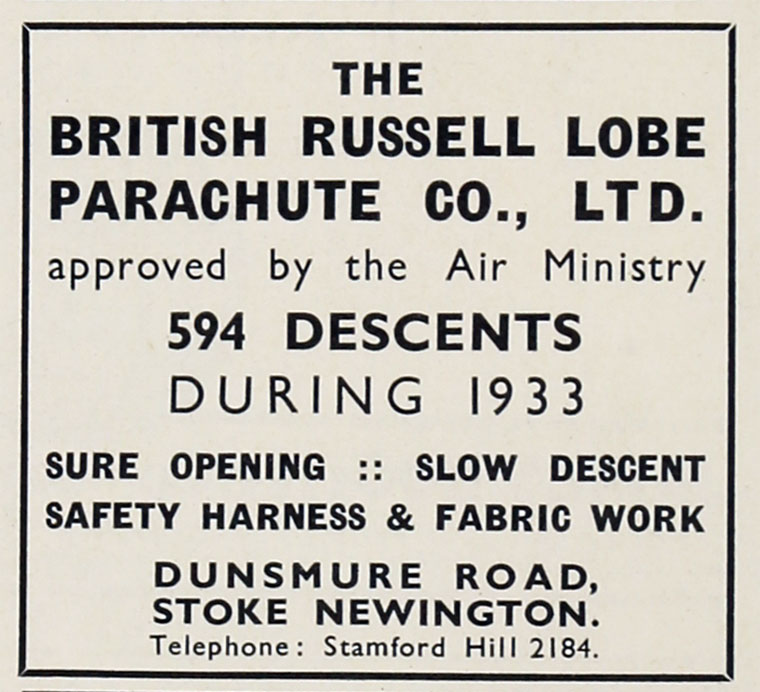 THE
BRITISH RUSSELL LOBE
PARACHUTE CO., LTD.
approved by the Air Ministry
594 DESCENTS
DURING 1933
SURE OPENING :: SLOW DESCENT
SAFETY HARNESS & FABRIC WORK
DUNSMURE ROAD,
STOKE NEWINGTON.
Telephone: Stamford Hill 2184.